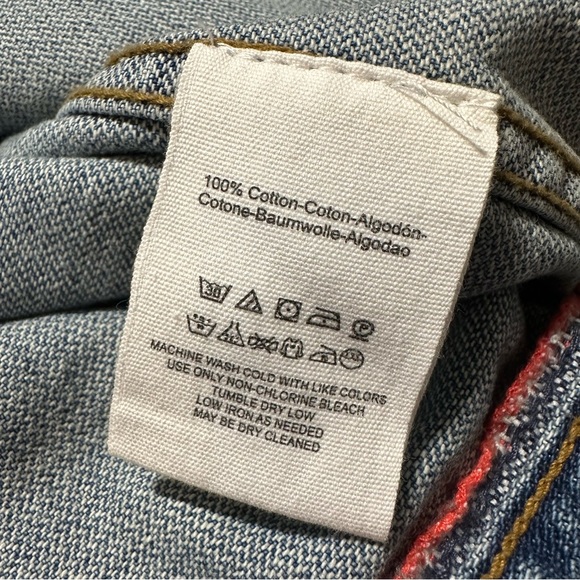 100% Cotton-Coton-Algodón-
Cotone-Baumwolle-Algodao
30
MACHINE WASH COLD WITH LIKE COLORS
USE ONLY NON-CHLORINE BLEACH
TUMBLE DRY LOW
LOW IRON AS NEEDED
MAY BE DRY CLEANED